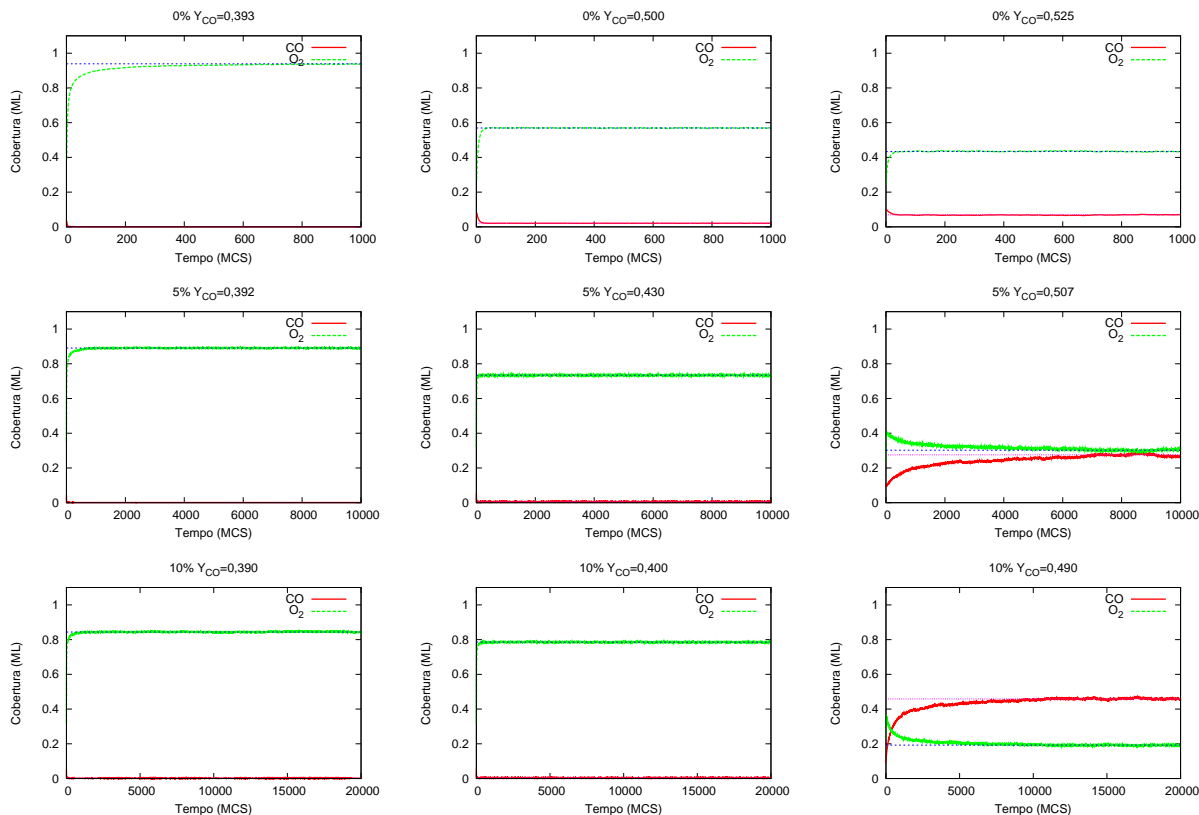 0% Y_CO=0,393
Cobertura (ML)
1
0.8
0.6
0.4
0.2
0
CO
O2
0 200 400 600 800 1000
Tempo (MCS)
0% Y_CO=0,500
Cobertura (ML)
1
0.8
0.6
0.4
0.2
0
CO
O2
0 200 400 600 800 1000
Tempo (MCS)
0% Y_CO=0,525
Cobertura (ML)
1
0.8
0.6
0.4
0.2
0
CO
O2
0 200 400 600 800 1000
Tempo (MCS)
5% Y_CO=0,392
Cobertura (ML)
1
0.8
0.6
0.4
0.2
0
CO
O2
0 2000 4000 6000 8000 10000
Tempo (MCS)
5% Y_CO=0,430
Cobertura (ML)
1
0.8
0.6
0.4
0.2
0
CO
O2
0 2000 4000 6000 8000 10000
Tempo (MCS)
5% Y_CO=0,507
Cobertura (ML)
1
0.8
0.6
0.4
0.2
0
CO
O2
0 2000 4000 6000 8000 10000
Tempo (MCS)
10% Y_CO=0,390
Cobertura (ML)
1
0.8
0.6
0.4
0.2
0
CO
O2
0 5000 10000 15000 20000
Tempo (MCS)
10% Y_CO=0,400
Cobertura (ML)
1
0.8
0.6
0.4
0.2
0
CO
O2
0 5000 10000 15000 20000
Tempo (MCS)
10% Y_CO=0,490
Cobertura (ML)
1
0.8
0.6
0.4
0.2
0
CO
O2
0 5000 10000 15000 20000
Tempo (MCS)